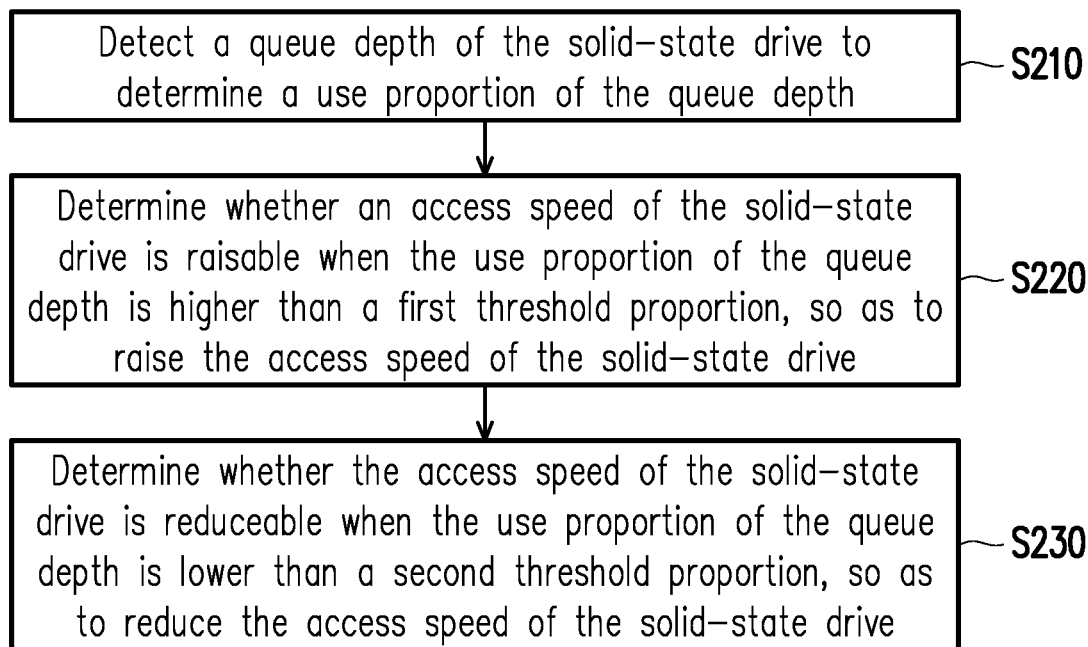 Detect a queue depth of the solid-state drive to
determine a use proportion of the queue depth
S210
Determine whether an access speed of the solid-state
drive is raisable when the use proportion of the queue
depth is higher than a first threshold proportion, so as to
raise the access speed of the solid-state drive
S220
Determine whether the access speed of the solid-state
drive is reduceable when the use proportion of the queue
depth is lower than a second threshold proportion, so as
to reduce the access speed of the solid-state drive
S230